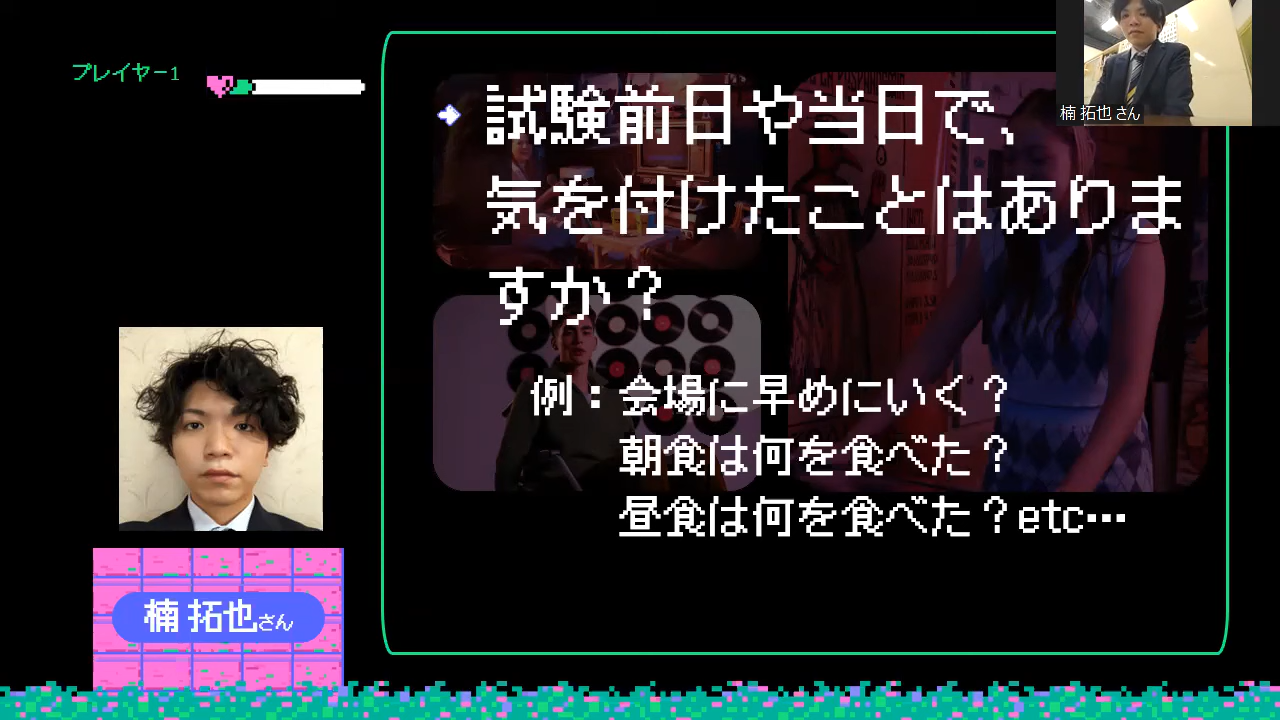 プレイヤー1
試験前日や当日で、
気を付けたことはありま
すか？
例：会場に早めにいく？
朝食は何を食べた？
昼食は何を食べた？etc…
楠 拓也さん
楠 拓也 さん